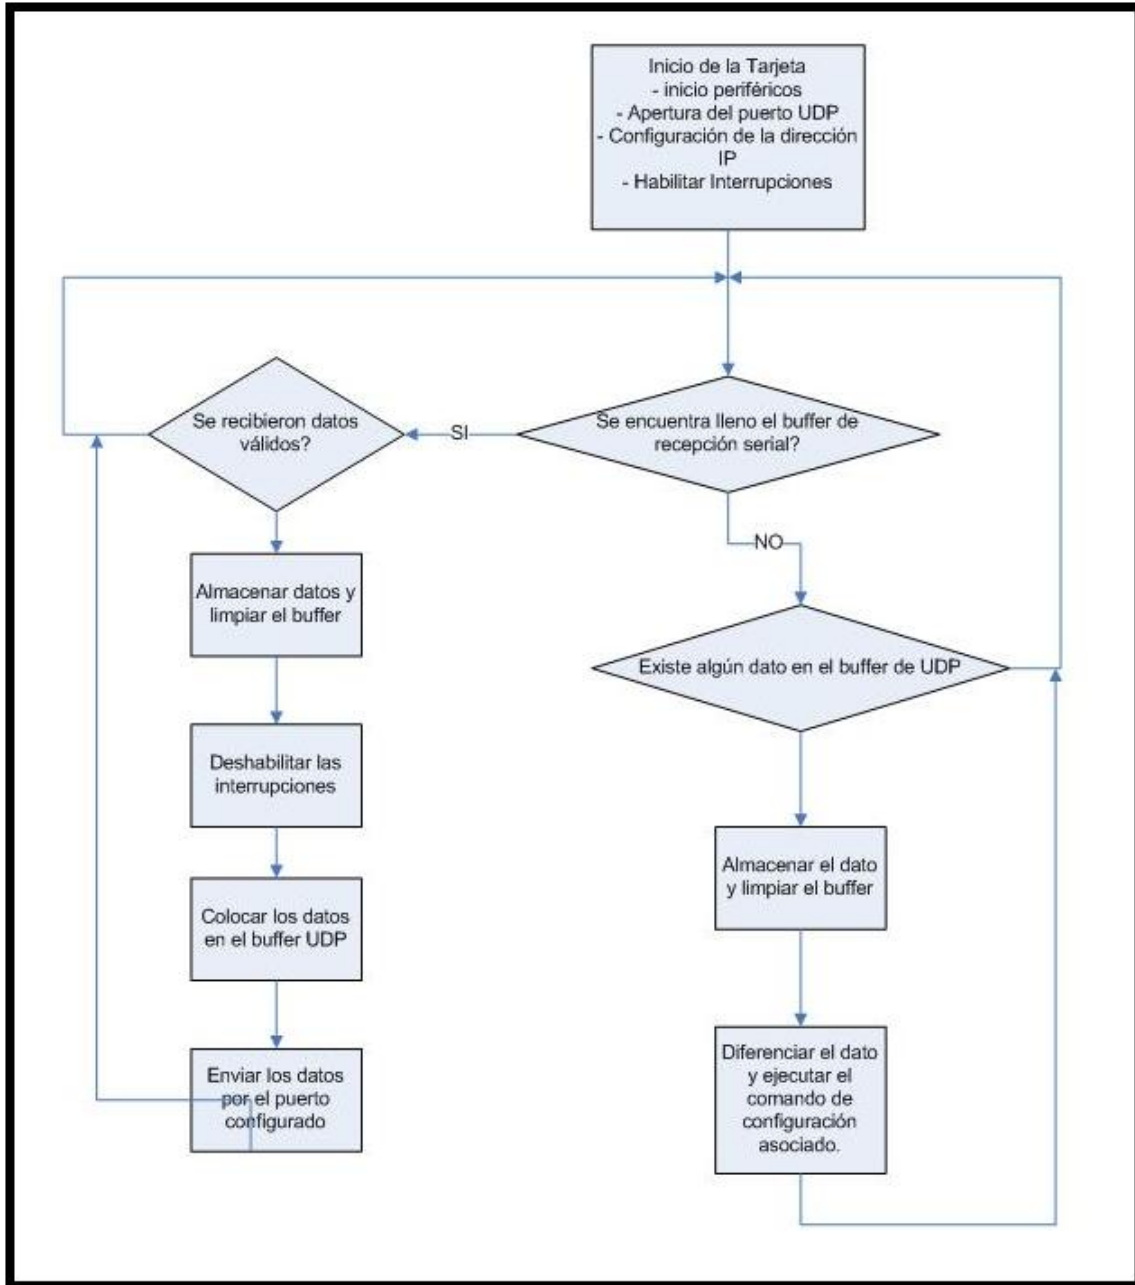 Inicio de la Tarjeta
- inicio periféricos
- Apertura del puerto UDP
- Configuración de la dirección
IP
- Habilitar Interrupciones
Se recibieron datos
válidos?
SI
Se encuentra lleno el buffer de
recepción serial?
NO
Almacenar datos y
limpiar el buffer
Existe algún dato en el buffer de UDP
Deshabilitar las
interrupciones
Almacenar el dato
y limpiar el buffer
Colocar los datos
en el buffer UDP
Enviar los datos
por el puerto
configurado
Diferenciar el dato
y ejecutar el
comando de
configuración
asociado.